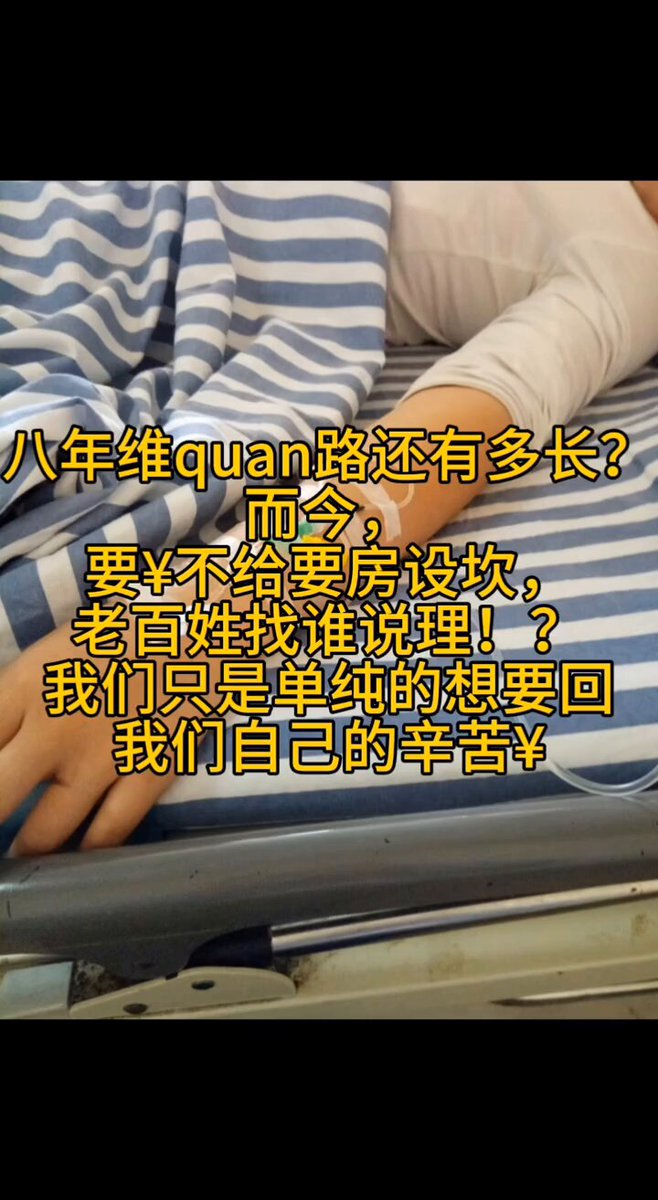 八年维quan路还有多长？
而今，
要¥不给要房设坎，
老百姓找谁说理！？
我们只是单纯的想要回
我们自己的辛苦¥